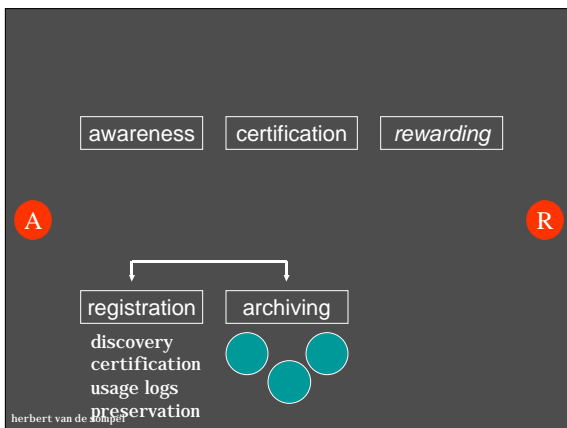 awareness certification rewarding
A R
registration archiving
discovery
certification
usage logs
preservation
herbert van de sompel